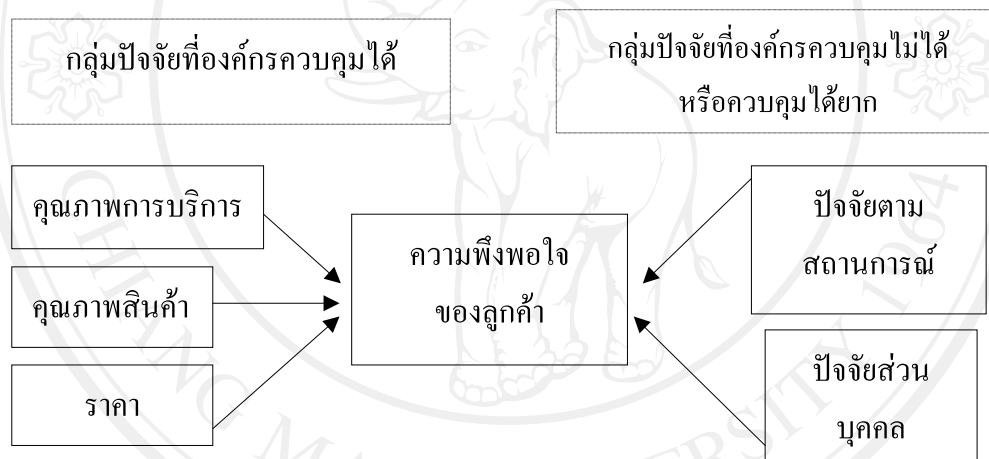 กลุ่มปัจจัยที่องค์กรควบคุมได้
กลุ่มปัจจัยที่องค์กรควบคุมไม่ได้
หรือควบคุมได้ยาก
คุณภาพการบริการ
คุณภาพสินค้า
ราคา
ความพึงพอใจ
ของลูกค้า
ปัจจัยตาม
สถานการณ์
ปัจจัยส่วน
บุคคล
CHIANG MAI UNIVERSITY 1964